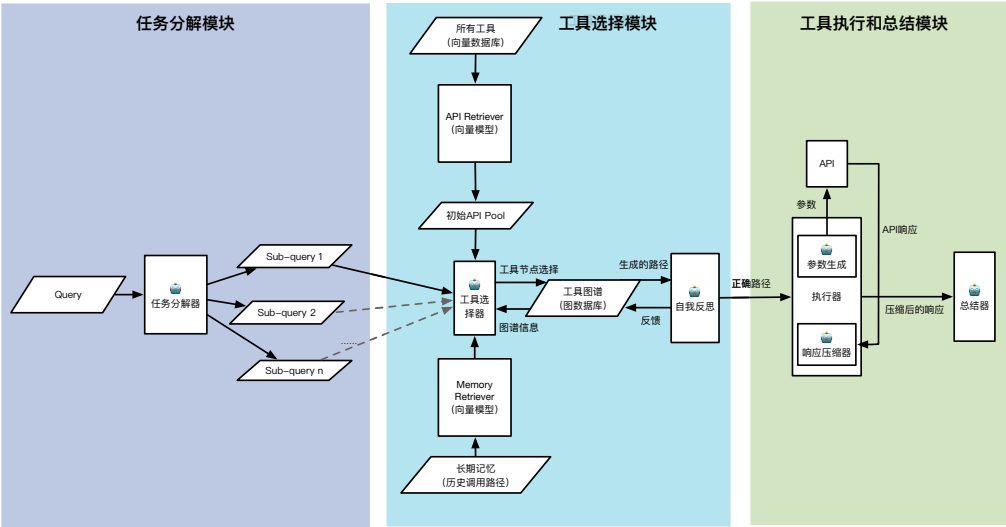 任务分解模块
Query
任务分解器
Sub-query 1
Sub-query 2
......
Sub-query n
工具选择模块
所有工具
（向量数据库）
API Retriever
（向量模型）
初始API Pool
工具选
择器
工具节点选择
图谱信息
工具图谱
（图数据库）
生成的路径
反馈
自我反思
Memory
Retriever
（向量模型）
长期记忆
（历史调用路径）
正确路径
工具执行和总结模块
API
参数
API响应
参数生成
执行器
响应压缩器
压缩后的响应
总结器